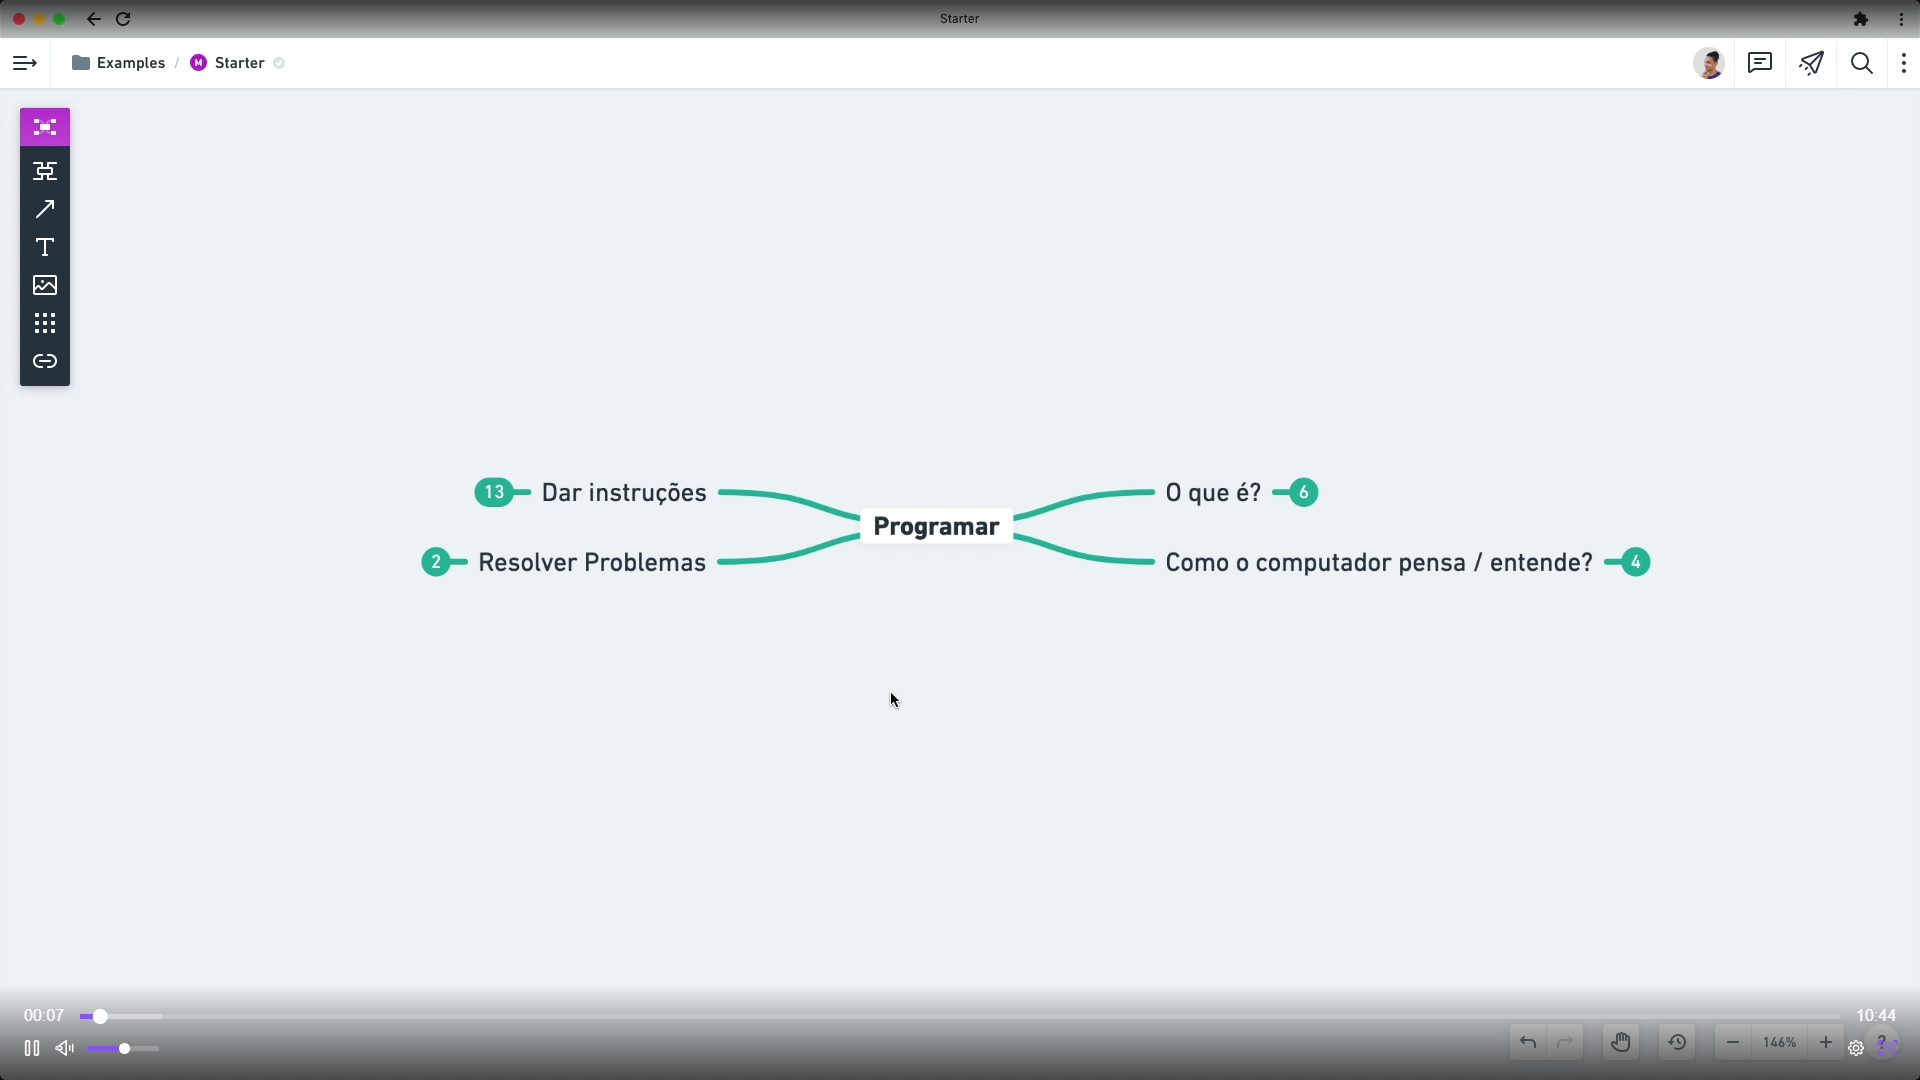 Starter
Examples / M Starter
13 Dar instruções
O que é? 6
Programar
2 Resolver Problemas
Como o computador pensa / entende? 4
00:07
10:44
146%
?